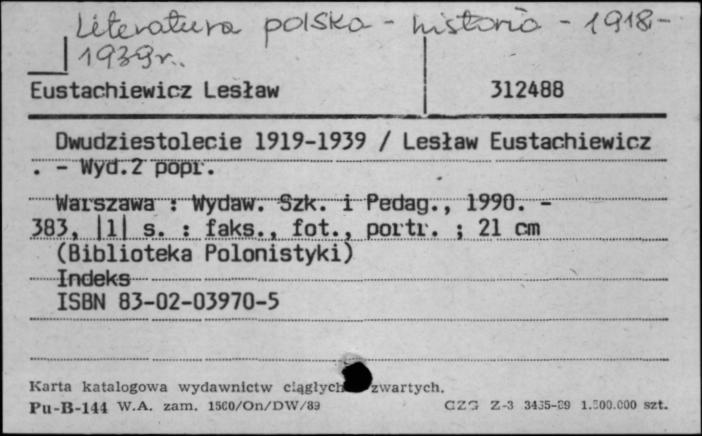 Literatura polska - historia - 1918-
1939r.
Eustachiewicz Lesław 312488
Dwudziestolecie 1919-1939 / Lesław Eustachiewicz
. - Wyd.2 popr.
Warszawa : Wydaw. Szk. i Pedag., 1990. -
383, |1| s. : faks., fot., portr. ; 21 cm
(Biblioteka Polonistyki)
Indeks
ISBN 83-02-03970-5
Karta katalogowa wydawnictw ciągłych zwartych.
Pu-B-144 W.A. zam. 1560/On/DW/89 CZG Z-3 3435-89 1.500.000 szt.